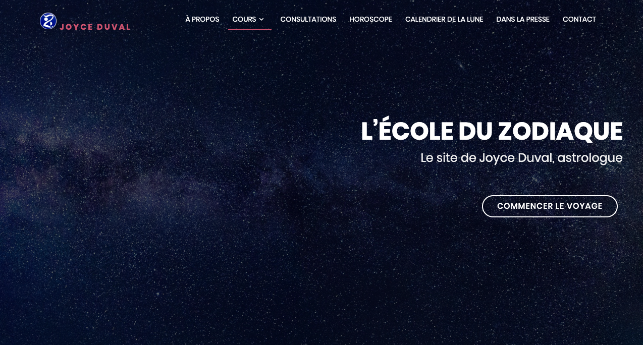 JOYCE DUVAL
À PROPOS COURS CONSULTATIONS HOROSCOPE CALENDRIER DE LA LUNE DANS LA PRESSE CONTACT
L'ÉCOLE DU ZODIAQUE
Le site de Joyce Duval, astrologue
COMMENCER LE VOYAGE